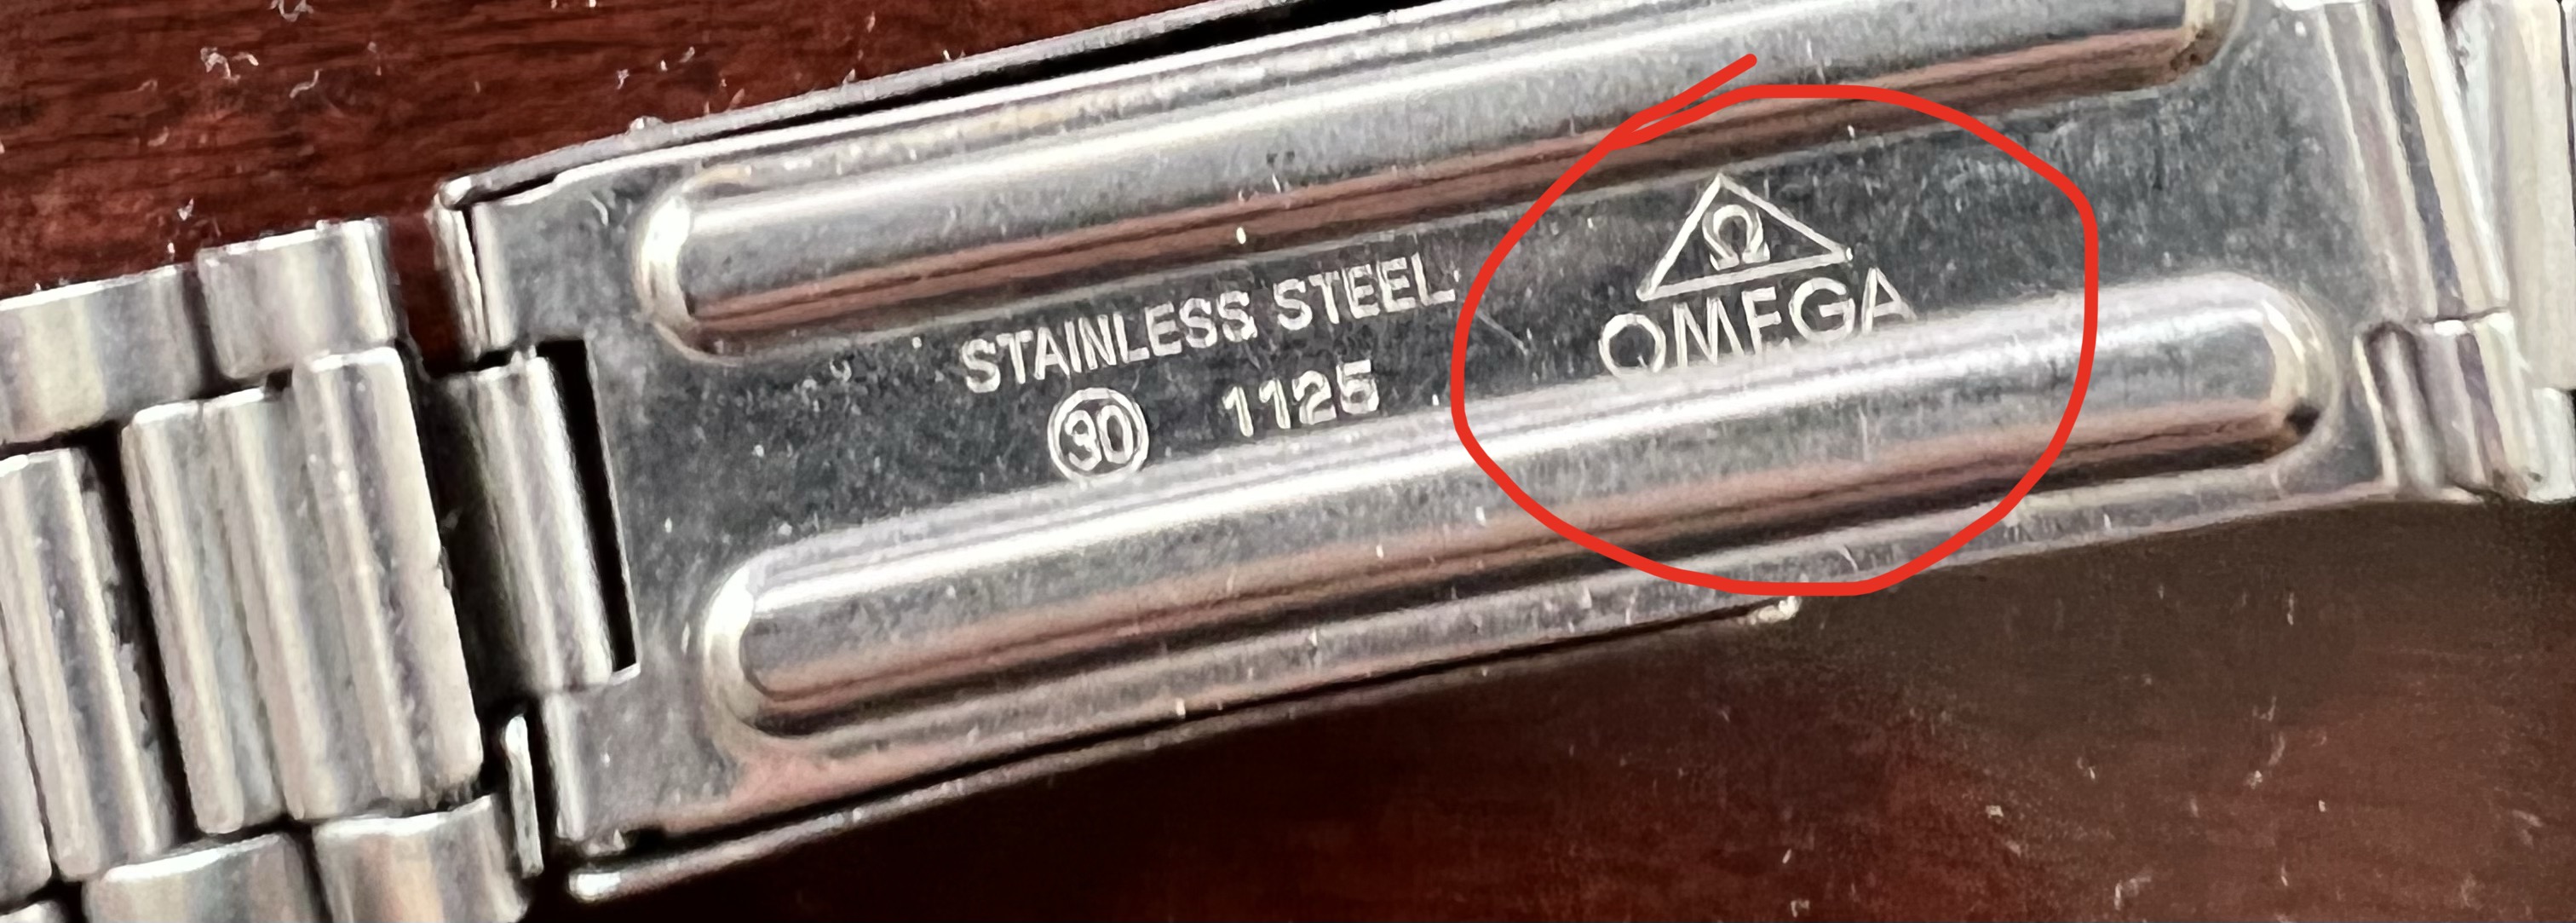 STAINLESS STEEL
30 1125
Ω
OMEGA